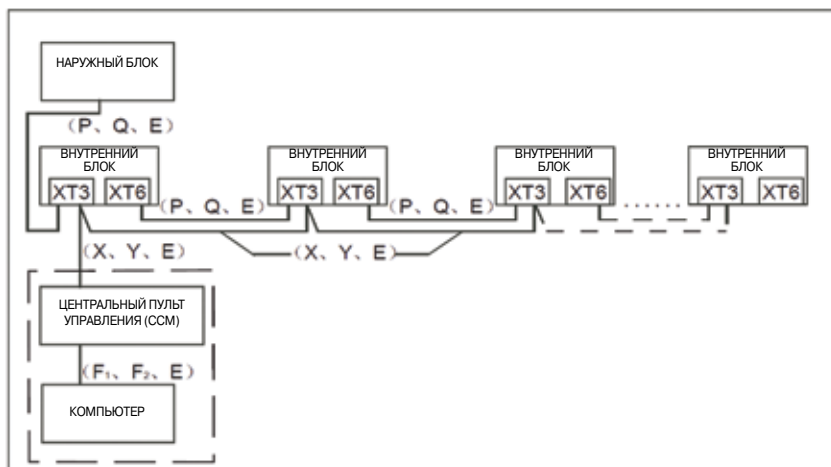 НАРУЖНЫЙ БЛОК
(P、Q、E)
ВНУТРЕННИЙ
БЛОК
XT3 XT6
ВНУТРЕННИЙ
БЛОК
XT3 XT6
ВНУТРЕННИЙ
БЛОК
XT3 XT6
ВНУТРЕННИЙ
БЛОК
XT3 XT6
(P、Q、E)
(P、Q、E)
(X、Y、E)
(X、Y、E)
ЦЕНТРАЛЬНЫЙ ПУЛЬТ
УПРАВЛЕНИЯ (CCM)
(F₁、F₂、E)
КОМПЬЮТЕР